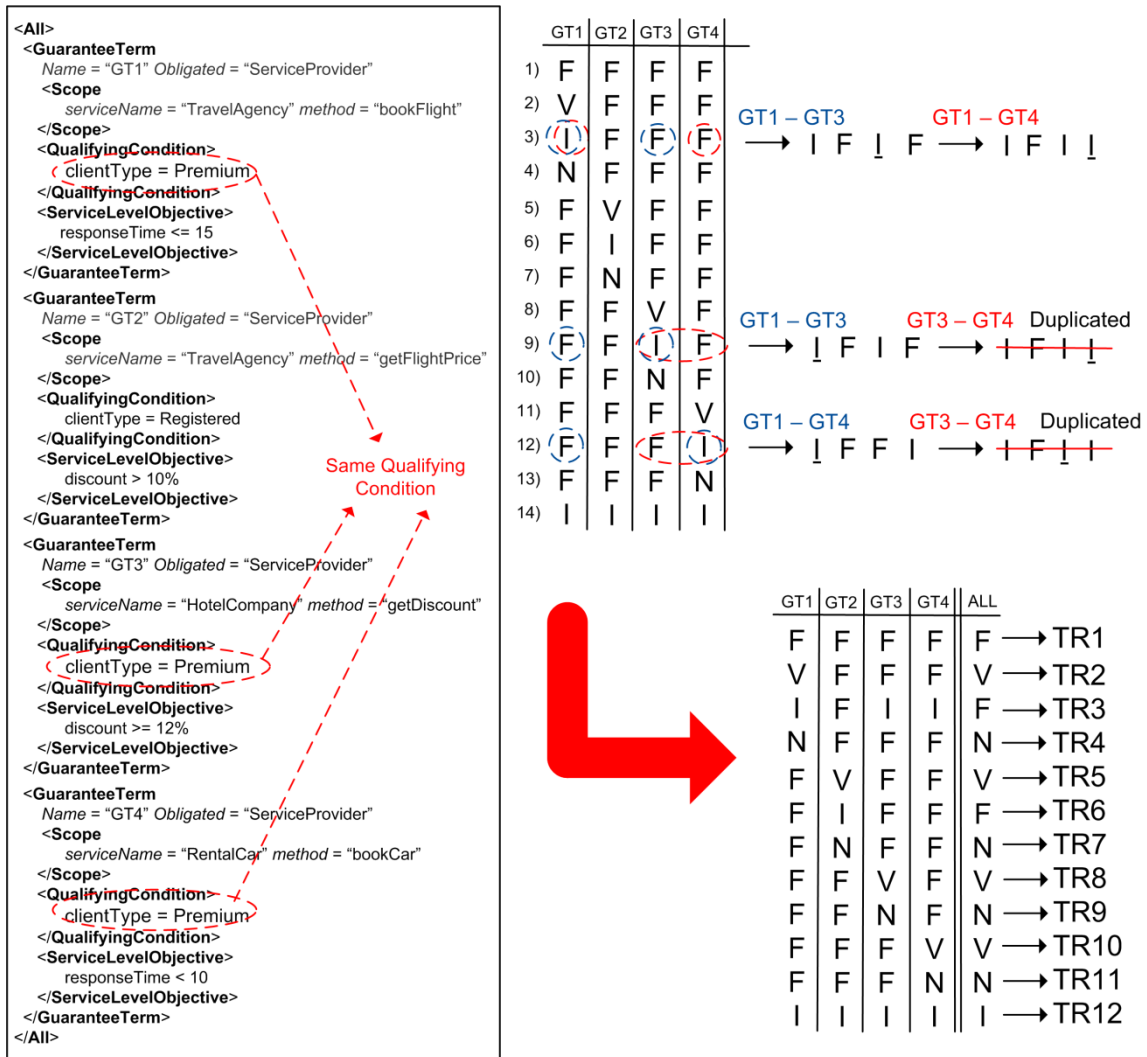 <All>
<GuaranteeTerm
Name = “GT1” Obligated = “ServiceProvider”
<Scope
serviceName = “TravelAgency” method = “bookFlight”
</Scope>
<QualifyingCondition>
clientType = Premium
</QualifyingCondition>
<ServiceLevelObjective>
responseTime <= 15
</ServiceLevelObjective>
</GuaranteeTerm>
<GuaranteeTerm
Name = “GT2” Obligated = “ServiceProvider”
<Scope
serviceName = “TravelAgency” method = “getFlightPrice”
</Scope>
<QualifyingCondition>
clientType = Registered
</QualifyingCondition>
<ServiceLevelObjective>
discount > 10%
</ServiceLevelObjective>
</GuaranteeTerm>
<GuaranteeTerm
Name = “GT3” Obligated = “ServiceProvider”
<Scope
serviceName = “HotelCompany” method = “getDiscount”
</Scope>
<QualifyingCondition>
clientType = Premium
</QualifyingCondition>
<ServiceLevelObjective>
discount >= 12%
</ServiceLevelObjective>
</GuaranteeTerm>
<GuaranteeTerm
Name = “GT4” Obligated = “ServiceProvider”
<Scope
serviceName = “RentalCar” method = “bookCar”
</Scope>
<QualifyingCondition>
clientType = Premium
</QualifyingCondition>
<ServiceLevelObjective>
responseTime < 10
</ServiceLevelObjective>
</GuaranteeTerm>
</All>
Same Qualifying
Condition
GT1 GT2 GT3 GT4
1) F F F F
2) V F F F
3) I F F F GT1 – GT3 I F I F GT1 – GT4 I F I I
4) N F F F
5) F V F F
6) F I F F
7) F N F F
8) F F V F
9) F F I F GT1 – GT3 I F I F GT3 – GT4 Duplicated I F I I
10) F F N F
11) F F F V
12) F F F I GT1 – GT4 I F F I GT3 – GT4 Duplicated I F I I
13) F F F N
14) I I I I
GT1 GT2 GT3 GT4 ALL
F F F F F TR1
V F F F V TR2
I F I I F TR3
N F F F N TR4
F V F F V TR5
F I F F F TR6
F N F F N TR7
F F V F V TR8
F F N F N TR9
F F F V V TR10
F F F N N TR11
I I I I I TR12